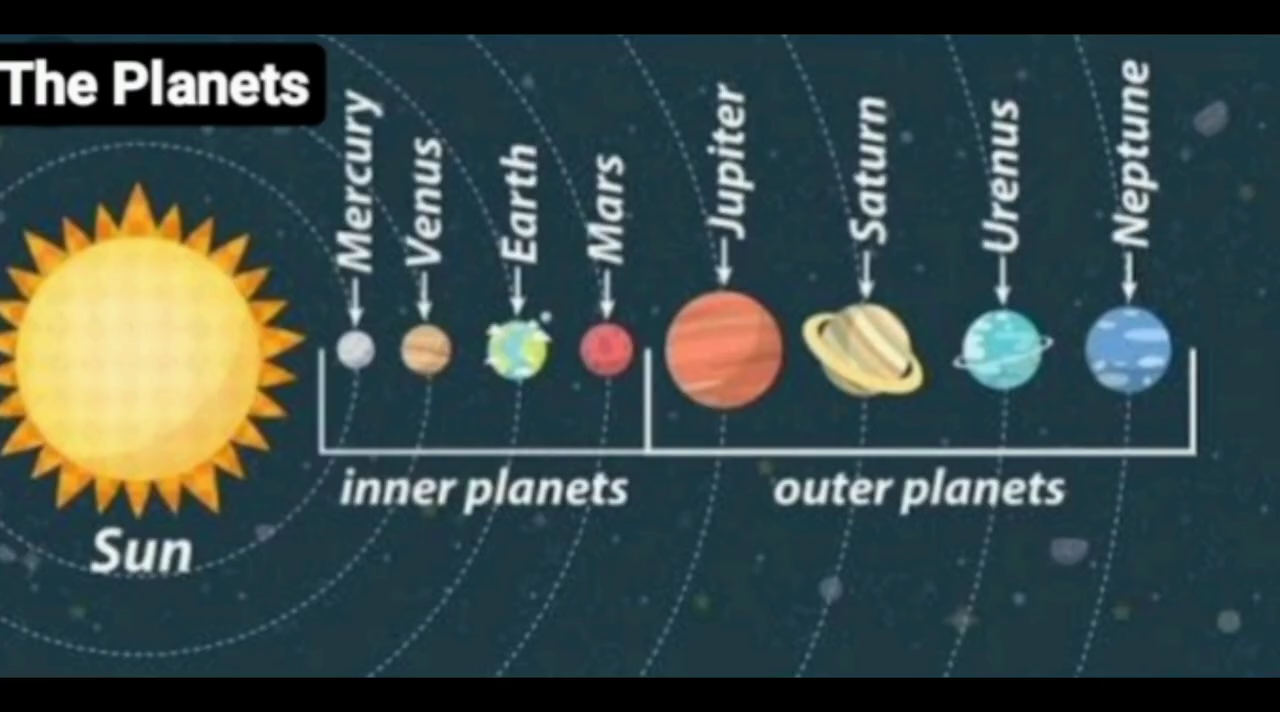 The Planets
Mercury
Venus
Earth
Mars
Jupiter
Saturn
Urenus
Neptune
inner planets
outer planets
Sun